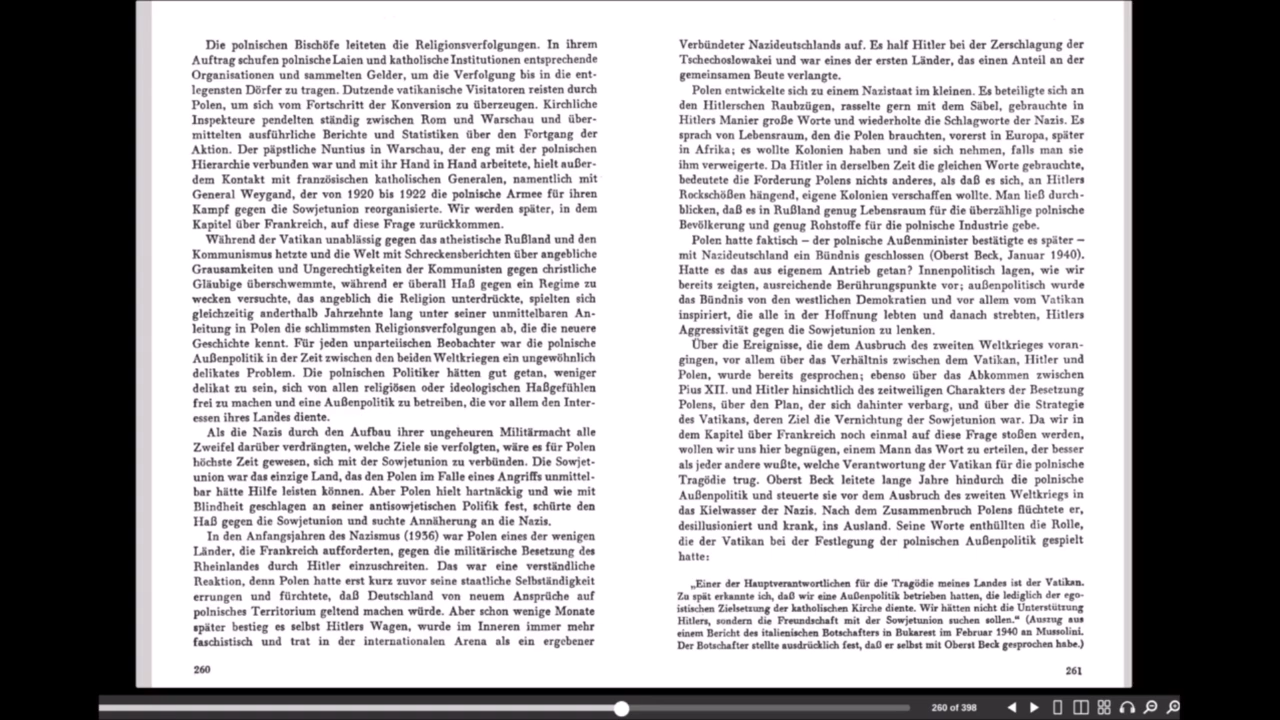 Die polnischen Bischöfe leiteten die Religionsverfolgungen. In ihrem
Auftrag schufen polnische Laien und katholische Institutionen entsprechende
Organisationen und sammelten Gelder, um die Verfolgung bis in die ent-
legensten Dörfer zu tragen. Dutzende vatikanische Visitatoren reisten durch
Polen, um sich vom Fortschritt der Konversion zu überzeugen. Kirchliche
Inspekteure pendelten ständig zwischen Rom und Warschau und über-
mittelten ausführliche Berichte und Statistiken über den Fortgang der
Aktion. Der päpstliche Nuntius in Warschau, der eng mit der polnischen
Hierarchie verbunden war und mit ihr Hand in Hand arbeitete, hielt außer-
dem Kontakt mit französischen katholischen Generalen, namentlich mit
General Weygand, der von 1920 bis 1922 die polnische Armee für ihren
Kampf gegen die Sowjetunion reorganisierte. Wir werden später, in dem
Kapitel über Frankreich, auf diese Frage zurückkommen.
Während der Vatikan unablässig gegen das atheistische Rußland und den
Kommunismus hetzte und die Welt mit Schreckensberichten über angebliche
Grausamkeiten und Ungerechtigkeiten der Kommunisten gegen christliche
Gläubige überschwemmte, während er überall Haß gegen ein Regime zu
wecken versuchte, das angeblich die Religion unterdrückte, spielten sich
gleichzeitig anderthalb Jahrzehnte lang unter seiner unmittelbaren An-
leitung in Polen die schlimmsten Religionsverfolgungen ab, die die neuere
Geschichte kennt. Für jeden unparteiischen Beobachter war die polnische
Außenpolitik in der Zeit zwischen den beiden Weltkriegen ein ungewöhnlich
delikates Problem. Die polnischen Politiker hätten gut getan, weniger
delikat zu sein, sich von allen religiösen oder ideologischen Haßgefühlen
frei zu machen und eine Außenpolitik zu betreiben, die vor allem den Inter-
essen ihres Landes diente.
Als die Nazis durch den Aufbau ihrer ungeheuren Militärmacht alle
Zweifel darüber verdrängten, welche Ziele sie verfolgten, wäre es für Polen
höchste Zeit gewesen, sich mit der Sowjetunion zu verbünden. Die Sowjet-
union war das einzige Land, das den Polen im Falle eines Angriffs unmittel-
bar hätte Hilfe leisten können. Aber Polen hielt hartnäckig und wie mit
Blindheit geschlagen an seiner antisowjetischen Politik fest, schürte den
Haß gegen die Sowjetunion und suchte Annäherung an die Nazis.
In den Anfangsjahren des Nazismus (1936) war Polen eines der wenigen
Länder, die Frankreich aufforderten, gegen die militärische Besetzung des
Rheinlandes durch Hitler einzuschreiten. Das war eine verständliche
Reaktion, denn Polen hatte erst kurz zuvor seine staatliche Selbständigkeit
errungen und fürchtete, daß Deutschland von neuem Ansprüche auf
polnisches Territorium geltend machen würde. Aber schon wenige Monate
später bestieg es selbst Hitlers Wagen, wurde im Inneren immer mehr
faschistisch und trat in der internationalen Arena als ein ergebener
260
Verbündeter Nazideutschlands auf. Es half Hitler bei der Zerschlagung der
Tschechoslowakei und war eines der ersten Länder, das einen Anteil an der
gemeinsamen Beute verlangte.
Polen entwickelte sich zu einem Nazistaat im kleinen. Es beteiligte sich an
den Hitlerschen Raubzügen, rasselte gern mit dem Säbel, gebrauchte in
Hitlers Manier große Worte und wiederholte die Schlagworte der Nazis. Es
sprach von Lebensraum, den die Polen brauchten, vorerst in Europa, später
in Afrika; es wollte Kolonien haben und sie sich nehmen, falls man sie
ihm verweigerte. Da Hitler in derselben Zeit die gleichen Worte gebrauchte,
bedeutete die Forderung Polens nichts anderes, als daß es sich, an Hitlers
Rockschößen hängend, eigene Kolonien verschaffen wollte. Man ließ durch-
blicken, daß es in Rußland genug Lebensraum für die überzählige polnische
Bevölkerung und genug Rohstoffe für die polnische Industrie gebe.
Polen hatte faktisch – der polnische Außenminister bestätigte es später –
mit Nazideutschland ein Bündnis geschlossen (Oberst Beck, Januar 1940).
Hatte es das aus eigenem Antrieb getan? Innenpolitisch lagen, wie wir
bereits zeigten, ausreichende Berührungspunkte vor; außenpolitisch wurde
das Bündnis von den westlichen Demokratien und vor allem vom Vatikan
inspiriert, die alle in der Hoffnung lebten und danach strebten, Hitlers
Aggressivität gegen die Sowjetunion zu lenken.
Über die Ereignisse, die dem Ausbruch des zweiten Weltkrieges voran-
gingen, vor allem über das Verhältnis zwischen dem Vatikan, Hitler und
Polen, wurde bereits gesprochen; ebenso über das Abkommen zwischen
Pius XII. und Hitler hinsichtlich des zeitweiligen Charakters der Besetzung
Polens, über den Plan, der sich dahinter verbarg, und über die Strategie
des Vatikans, deren Ziel die Vernichtung der Sowjetunion war. Da wir in
dem Kapitel über Frankreich noch einmal auf diese Frage stoßen werden,
wollen wir uns hier begnügen, einem Mann das Wort zu erteilen, der besser
als jeder andere wußte, welche Verantwortung der Vatikan für die polnische
Tragödie trug. Oberst Beck leitete lange Jahre hindurch die polnische
Außenpolitik und steuerte sie vor dem Ausbruch des zweiten Weltkriegs in
das Kielwasser der Nazis. Nach dem Zusammenbruch Polens flüchtete er,
desillusioniert und krank, ins Ausland. Seine Worte enthüllten die Rolle,
die der Vatikan bei der Festlegung der polnischen Außenpolitik gespielt
hatte:
„Einer der Hauptverantwortlichen für die Tragödie meines Landes ist der Vatikan.
Zu spät erkannte ich, daß wir eine Außenpolitik betrieben hatten, die lediglich der ego-
istischen Zielsetzung der katholischen Kirche diente. Wir hätten nicht die Unterstützung
Hitlers, sondern die Freundschaft mit der Sowjetunion suchen sollen.“ (Auszug aus
einem Bericht des italienischen Botschafters in Bukarest im Februar 1940 an Mussolini.
Der Botschafter stellte ausdrücklich fest, daß er selbst mit Oberst Beck gesprochen habe.)
261
260 of 398